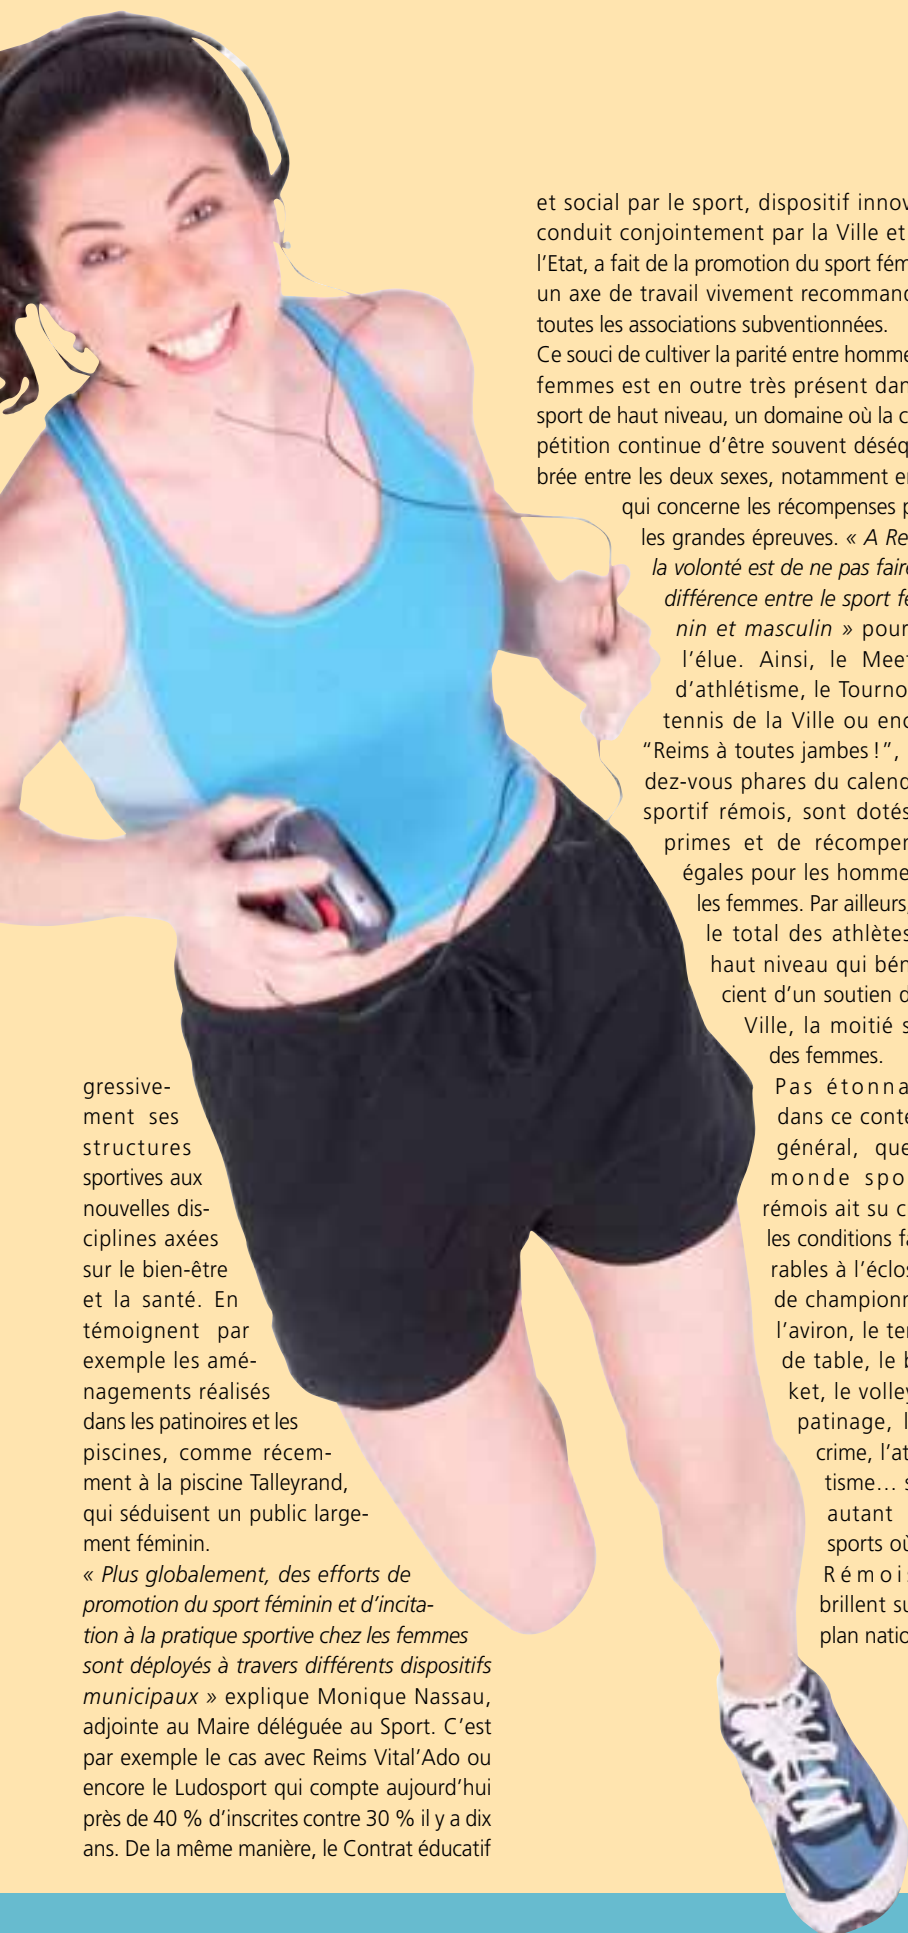 gressive-
ment ses
structures
sportives aux
nouvelles dis-
ciplines axées
sur le bien-être
et la santé. En
témoignent par
exemple les amé-
nagements réalisés
dans les patinoires et les
piscines, comme récem-
ment à la piscine Talleyrand,
qui séduisent un public large-
ment féminin.
« Plus globalement, des efforts de
promotion du sport féminin et d’incita-
tion à la pratique sportive chez les femmes
sont déployés à travers différents dispositifs
municipaux » explique Monique Nassau,
adjointe au Maire déléguée au Sport. C’est
par exemple le cas avec Reims Vital’Ado ou
encore le Ludosport qui compte aujourd’hui
près de 40 % d’inscrites contre 30 % il y a dix
ans. De la même manière, le Contrat éducatif
et social par le sport, dispositif innov
conduit conjointement par la Ville et
l’Etat, a fait de la promotion du sport fém
un axe de travail vivement recommand
toutes les associations subventionnées.
Ce souci de cultiver la parité entre homme
femmes est en outre très présent dan
sport de haut niveau, un domaine où la c
pétition continue d’être souvent déséq
brée entre les deux sexes, notamment e
qui concerne les récompenses p
les grandes épreuves. « A Re
la volonté est de ne pas faire
différence entre le sport fé
nin et masculin » pour
l’élue. Ainsi, le Meet
d’athlétisme, le Tourno
tennis de la Ville ou enc
“Reims à toutes jambes !",
dez-vous phares du calend
sportif rémois, sont dotés
primes et de récompen
égales pour les homme
les femmes. Par ailleurs,
le total des athlètes
haut niveau qui bén
cient d’un soutien d
Ville, la moitié s
des femmes.
Pas étonna
dans ce conte
général, que
monde spo
rémois ait su c
les conditions fa
rables à l’éclos
de championn
l’aviron, le ten
de table, le b
ket, le volley
patinage, l
crime, l’at
tisme… s
autant
sports où
Rémois
brillent su
plan natio